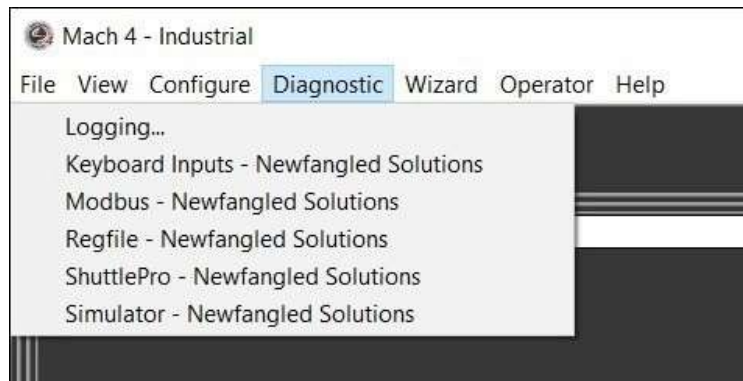 Mach 4 - Industrial
File View Configure Diagnostic Wizard Operator Help
Logging...
Keyboard Inputs - Newfangled Solutions
Modbus - Newfangled Solutions
Regfile - Newfangled Solutions
ShuttlePro - Newfangled Solutions
Simulator - Newfangled Solutions